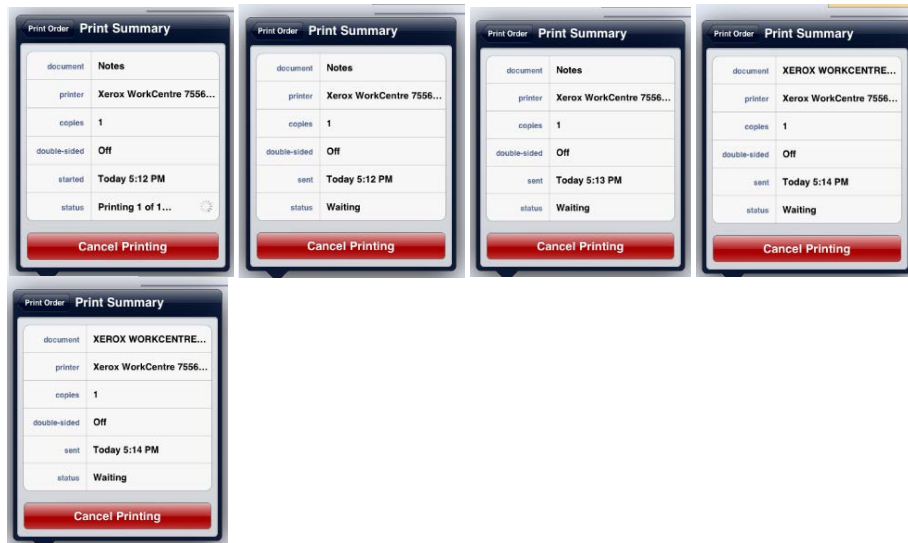 Print Order Print Summary
document Notes
printer Xerox WorkCentre 7556...
copies 1
double-sided Off
started Today 5:12 PM
status Printing 1 of 1...
Cancel Printing
Print Order Print Summary
document Notes
printer Xerox WorkCentre 7556...
copies 1
double-sided Off
sent Today 5:12 PM
status Waiting
Cancel Printing
Print Order Print Summary
document Notes
printer Xerox WorkCentre 7556...
copies 1
double-sided Off
sent Today 5:13 PM
status Waiting
Cancel Printing
Print Order Print Summary
document XEROX WORKCENTRE...
printer Xerox WorkCentre 7556...
copies 1
double-sided Off
sent Today 5:14 PM
status Waiting
Cancel Printing
Print Order Print Summary
document XEROX WORKCENTRE...
printer Xerox WorkCentre 7556...
copies 1
double-sided Off
sent Today 5:14 PM
status Waiting
Cancel Printing